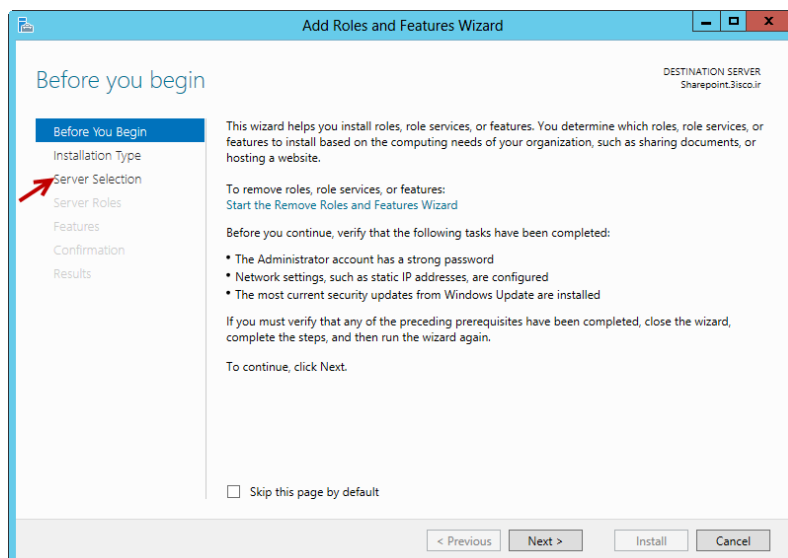 Add Roles and Features Wizard
Before you begin
DESTINATION SERVER
Sharepoint.3isco.ir
Before You Begin
Installation Type
Server Selection
Server Roles
Features
Confirmation
Results
This wizard helps you install roles, role services, or features. You determine which roles, role services, or
features to install based on the computing needs of your organization, such as sharing documents, or
hosting a website.
To remove roles, role services, or features:
Start the Remove Roles and Features Wizard
Before you continue, verify that the following tasks have been completed:
• The Administrator account has a strong password
• Network settings, such as static IP addresses, are configured
• The most current security updates from Windows Update are installed
If you must verify that any of the preceding prerequisites have been completed, close the wizard,
complete the steps, and then run the wizard again.
To continue, click Next.
Skip this page by default
< Previous
Next >
Install
Cancel